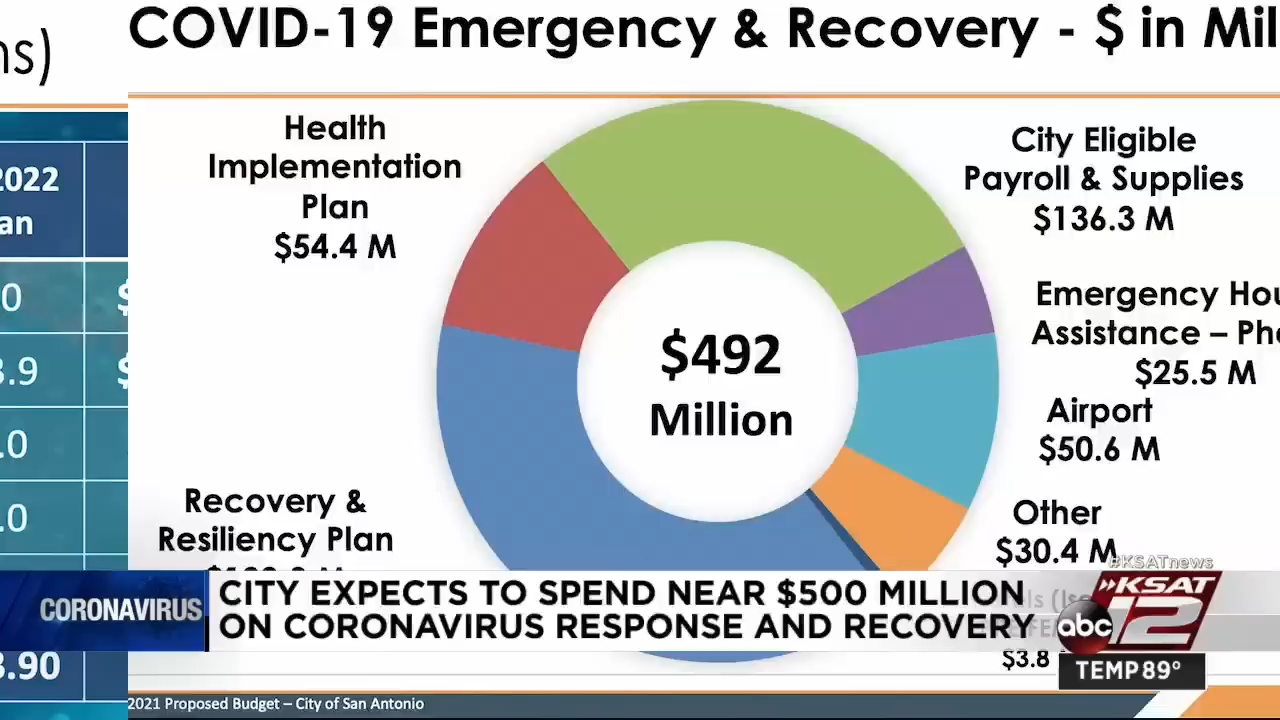 COVID-19 Emergency & Recovery - $ in Mil
ns)
2022
an
0
$
3.9
$
.0
.0
3.90
Health
Implementation
Plan
$54.4 M
City Eligible
Payroll & Supplies
$136.3 M
Emergency Hou
Assistance – Pho
$25.5 M
Airport
$50.6 M
$492
Million
Recovery &
Resiliency Plan
Other
$30.4 M
#KSATnews
CORONAVIRUS
CITY EXPECTS TO SPEND NEAR $500 MILLION
ON CORONAVIRUS RESPONSE AND RECOVERY
KSAT
abc 12
$3.8
TEMP 89°
2021 Proposed Budget – City of San Antonio